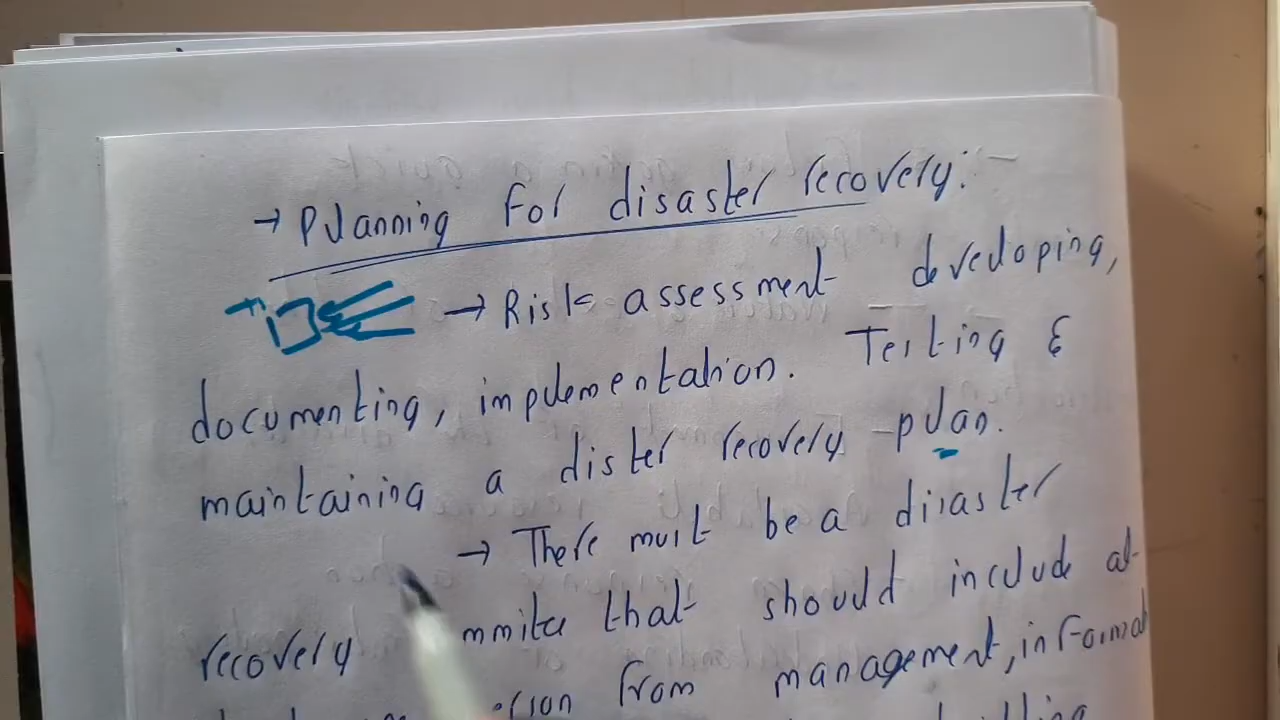 → Planning For disaster recovery:
→ Risk assessment developing,
documenting, implementation. Testing &
maintaining a dister recovery plan.
→ There must be a disaster
recovery that should include at
from management, informat